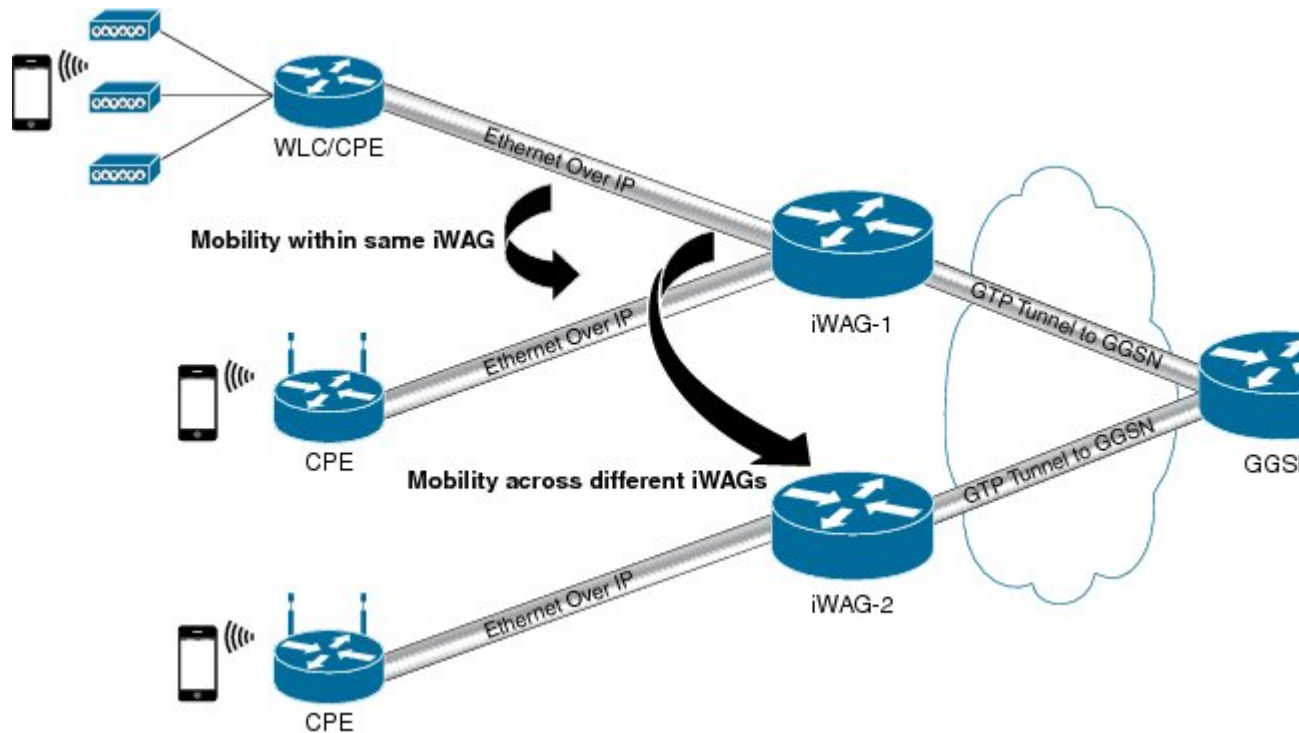 WLC/CPE
Ethernet Over IP
Mobility within same iWAG
iWAG-1
Ethernet Over IP
GTP Tunnel to GGSN
CPE
Mobility across different iWAGs
GTP Tunnel to GGSN
iWAG-2
Ethernet Over IP
CPE